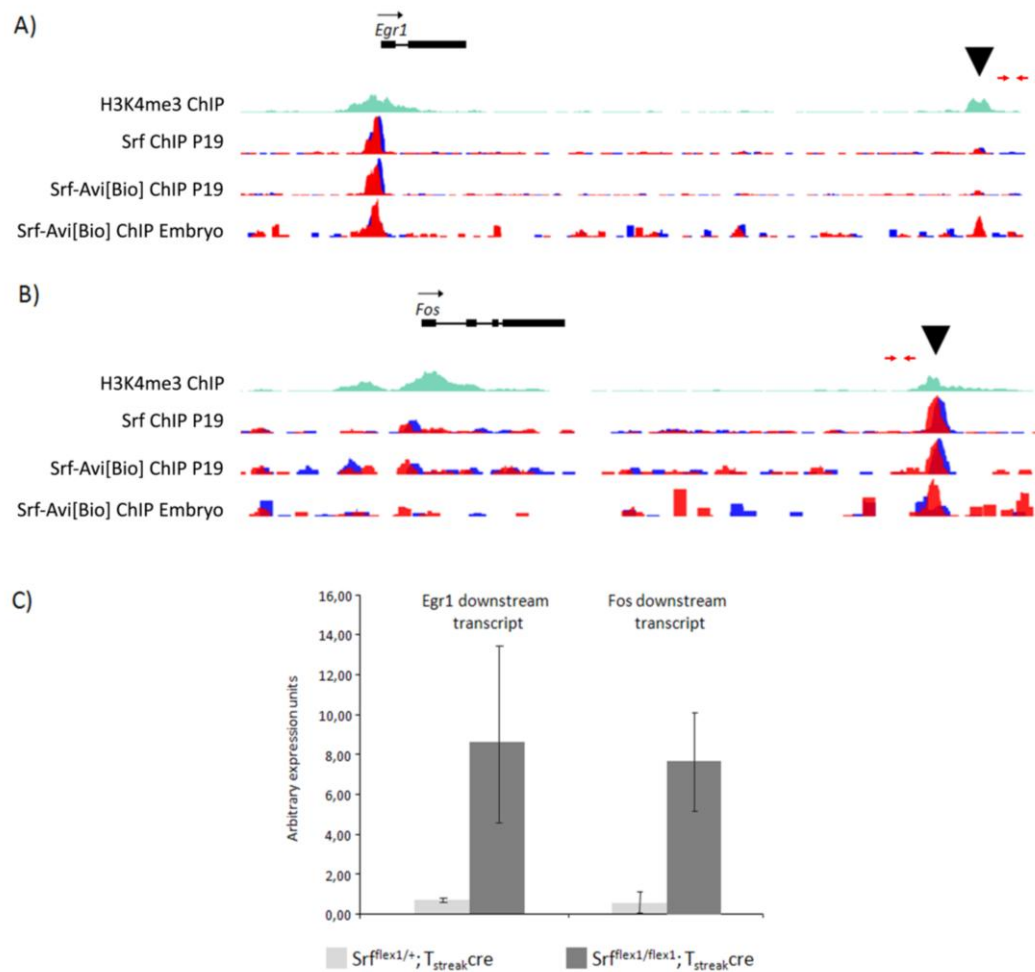 A)
Egr1
H3K4me3 ChIP
Srf ChIP P19
Srf-Avi[Bio] ChIP P19
Srf-Avi[Bio] ChIP Embryo
B)
Fos
H3K4me3 ChIP
Srf ChIP P19
Srf-Avi[Bio] ChIP P19
Srf-Avi[Bio] ChIP Embryo
C)
Arbitrary expression units
16,00
14,00
12,00
10,00
8,00
6,00
4,00
2,00
0,00
Egr1 downstream
transcript
Fos downstream
transcript
Srfflex1/+; Tstreakcre
Srfflex1/flex1; Tstreakcre